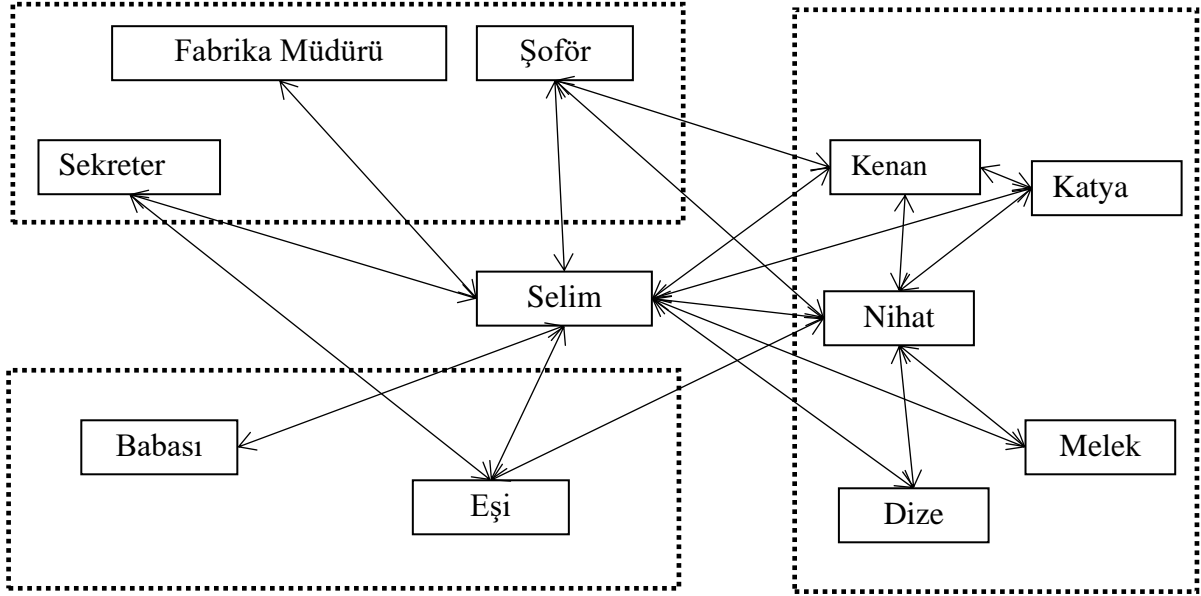 Fabrika Müdürü
Şoför
Sekreter
Kenan
Katya
Selim
Nihat
Babası
Melek
Eşi
Dize